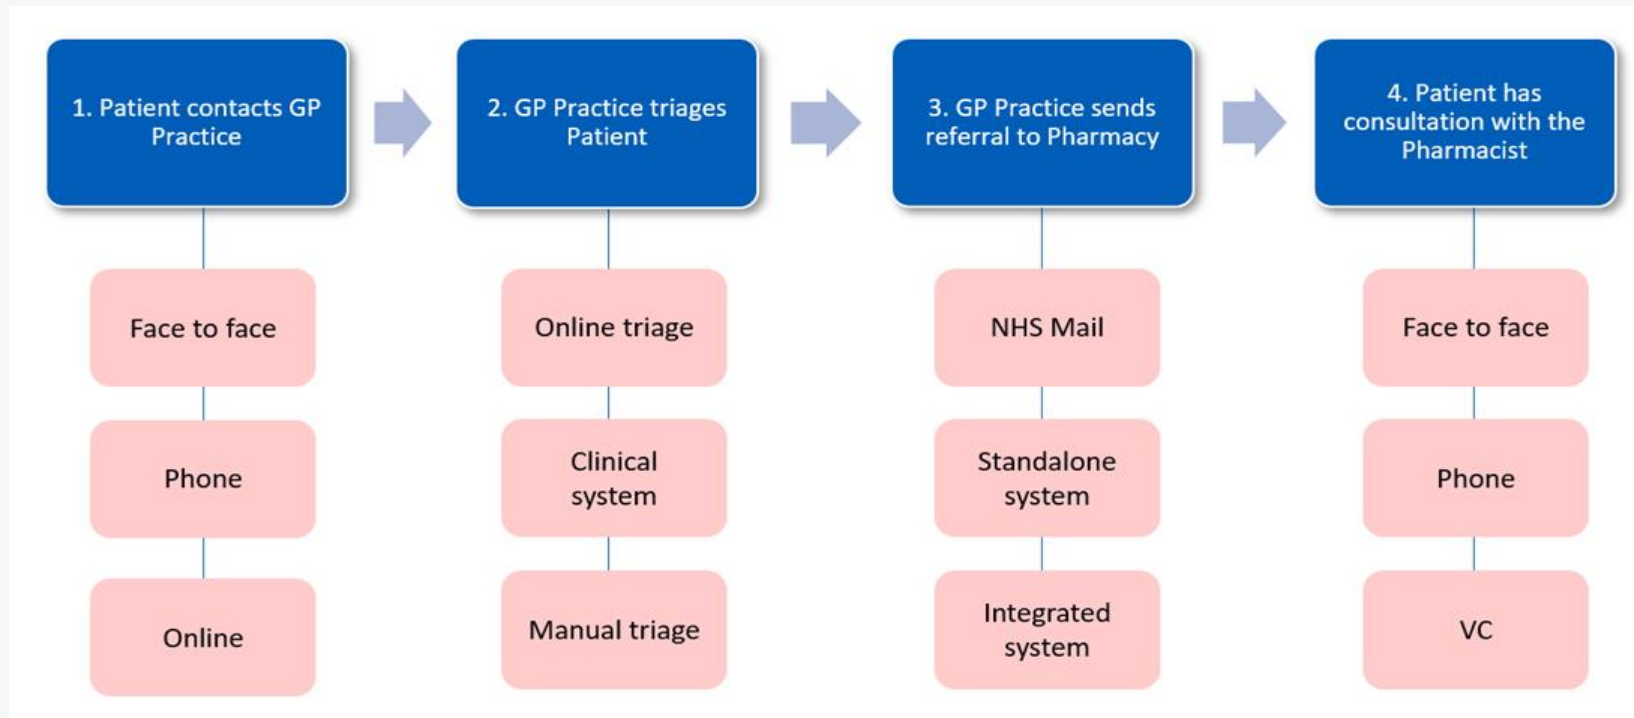 1. Patient contacts GP
Practice
2. GP Practice triages
Patient
3. GP Practice sends
referral to Pharmacy
4. Patient has
consultation with the
Pharmacist
Face to face
Phone
Online
Online triage
Clinical
system
Manual triage
NHS Mail
Standalone
system
Integrated
system
Face to face
Phone
VC